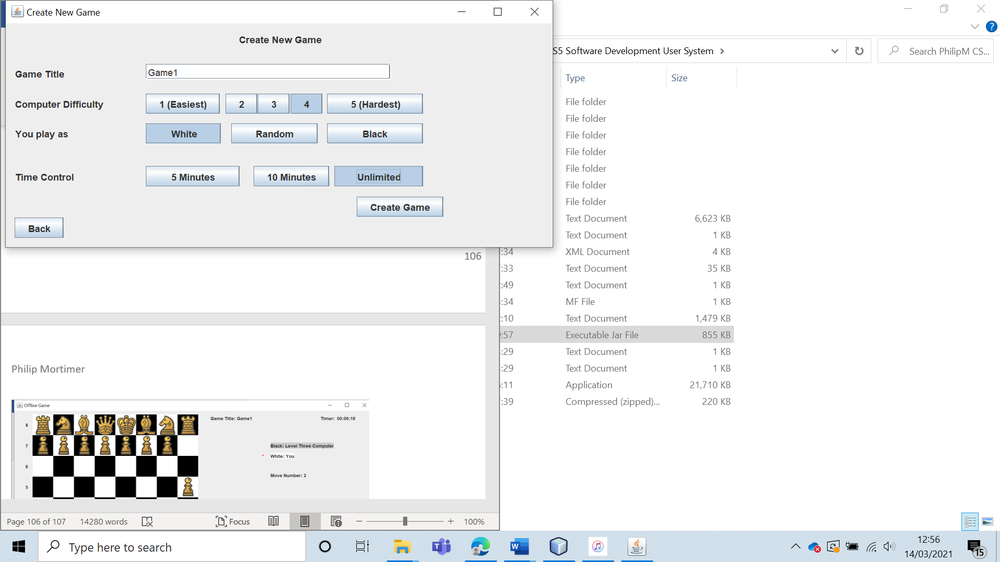 Create New Game
Create New Game
Game Title
Game1
Computer Difficulty
1 (Easiest)
2
3
4
5 (Hardest)
You play as
White
Random
Black
Time Control
5 Minutes
10 Minutes
Unlimited
Create Game
Back
S5 Software Development User System
Search PhilipM CS...
Type
Size
File folder
File folder
File folder
File folder
File folder
File folder
File folder
Text Document
6,623 KB
Text Document
1 KB
:34
XML Document
4 KB
:33
Text Document
35 KB
:49
Text Document
1 KB
:34
MF File
1 KB
:10
Text Document
1,479 KB
:57
Executable Jar File
855 KB
:29
Text Document
1 KB
:29
Text Document
1 KB
:11
Application
21,710 KB
:39
Compressed (zipped)...
220 KB
106
Philip Mortimer
Offline Game
Game Title: Game1
Timer: 00:00:18
8
7
6
5
Black: Level Three Computer
* White: You
Move Number: 2
Page 106 of 107
14280 words
Focus
100%
Type here to search
12:56
14/03/2021
15